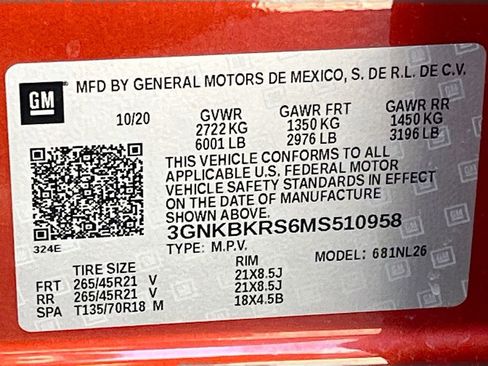 GM
MFD BY GENERAL MOTORS DE MEXICO, S. DE R.L. DE C.V.
10/20 GVWR GAWR FRT GAWR RR
2722 KG 1350 KG 1450 KG
6001 LB 2976 LB 3196 LB
THIS VEHICLE CONFORMS TO ALL
APPLICABLE U.S. FEDERAL MOTOR
VEHICLE SAFETY STANDARDS IN EFFECT
ON THE DATE OF MANUFACTURE
324E 3GNKBKRS6MS510958
TYPE: M.P.V. MODEL: 681NL26
TIRE SIZE RIM
FRT 265/45R21 V 21X8.5J
RR 265/45R21 V 21X8.5J
SPA T135/70R18 M 18X4.5B